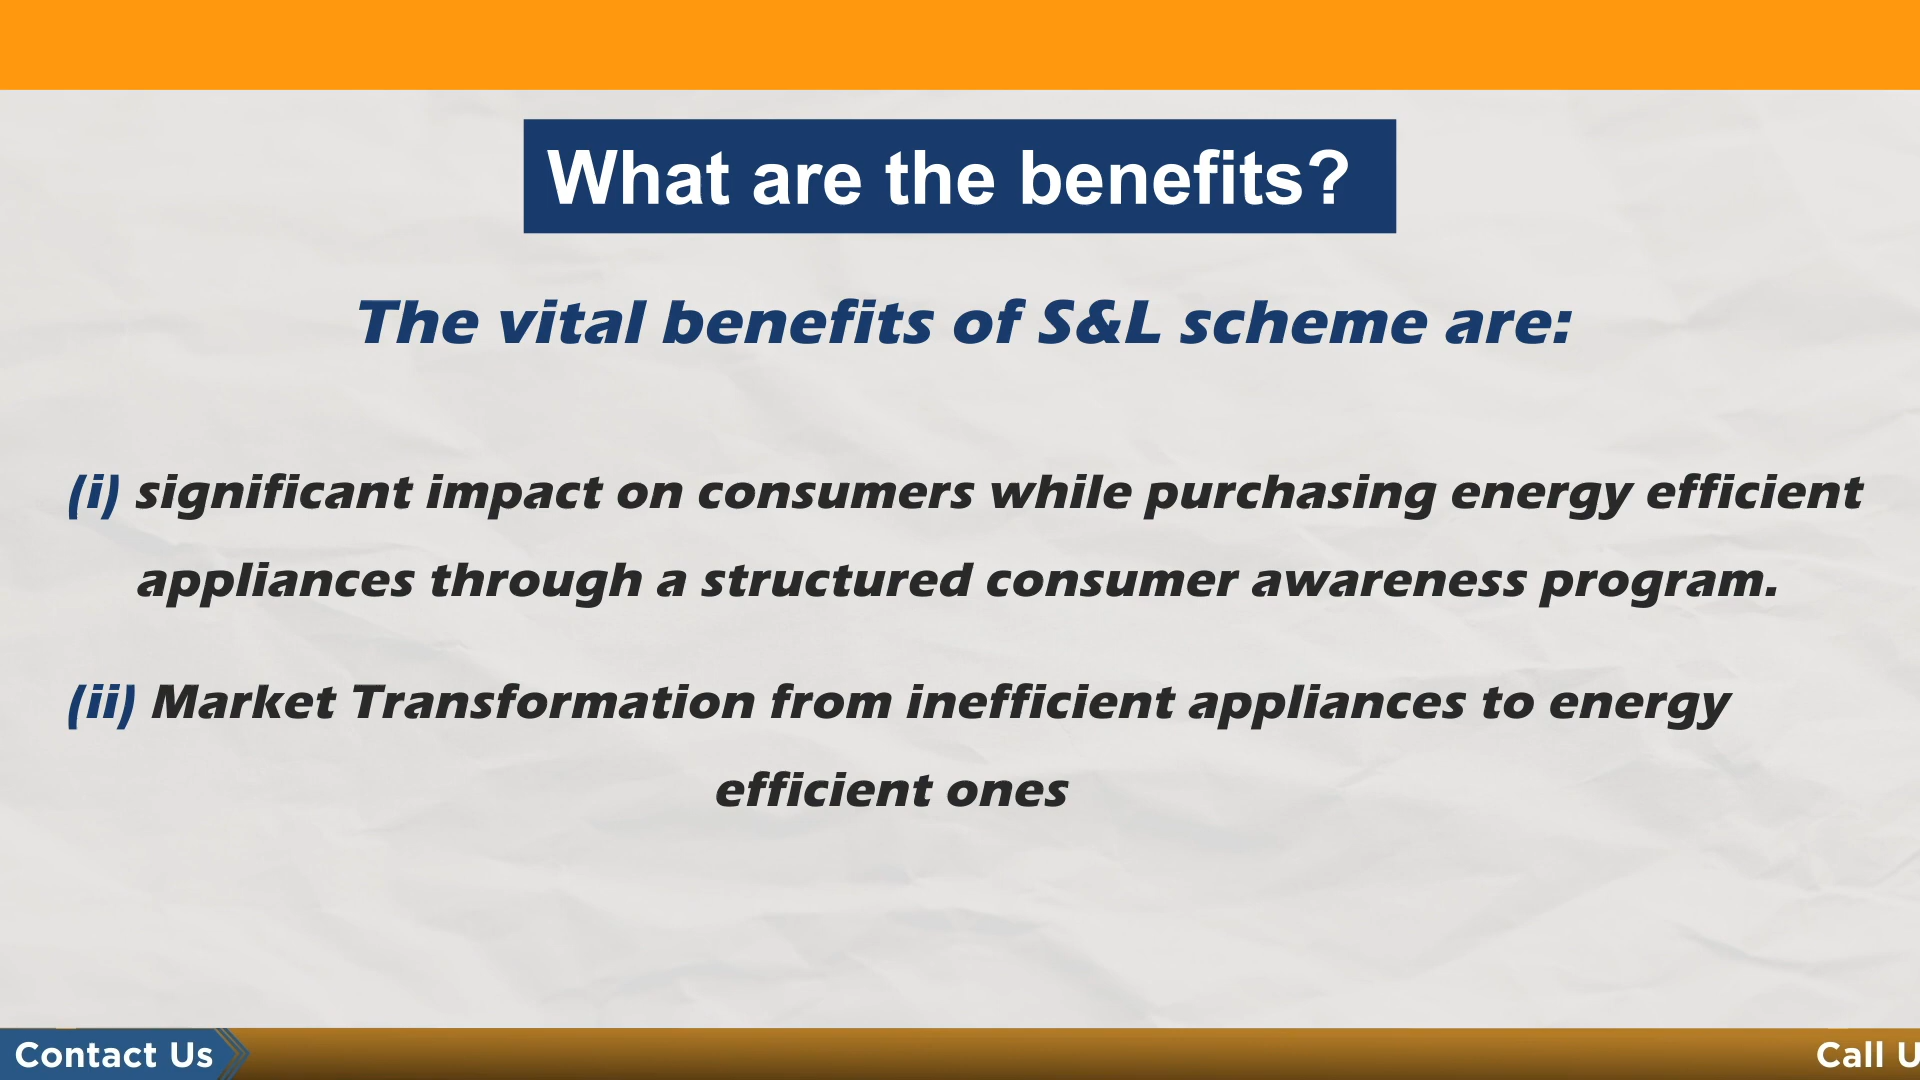 What are the benefits?
The vital benefits of S&L scheme are:
(i) significant impact on consumers while purchasing energy efficient
appliances through a structured consumer awareness program.
(ii) Market Transformation from inefficient appliances to energy
efficient ones
Contact Us
Call U